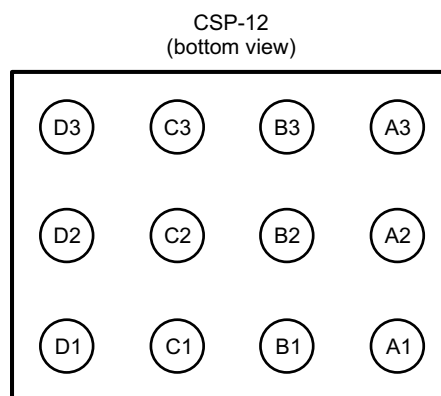 CSP-12
(bottom view)
D3 C3 B3 A3
D2 C2 B2 A2
D1 C1 B1 A1